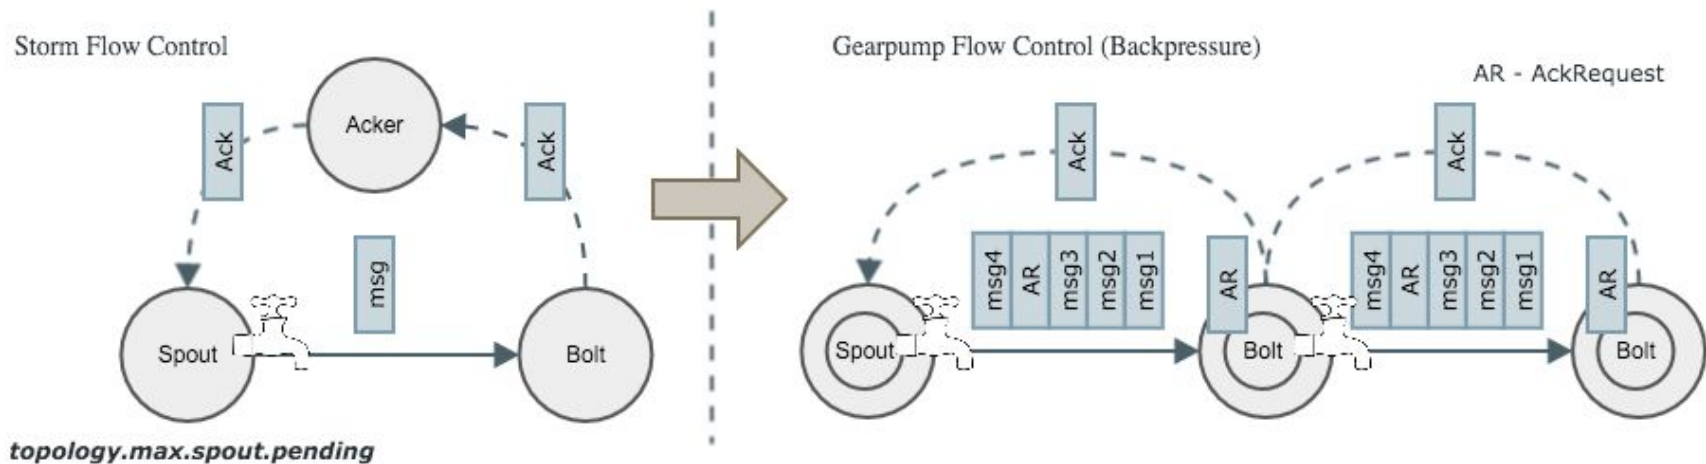 Storm Flow Control
Acker
Ack
Ack
msg
Spout
Bolt
topology.max.spout.pending
Gearpump Flow Control (Backpressure)
AR - AckRequest
Ack
Ack
msg4
AR
msg3
msg2
msg1
AR
msg4
AR
msg3
msg2
msg1
AR
Spout
Bolt
Bolt